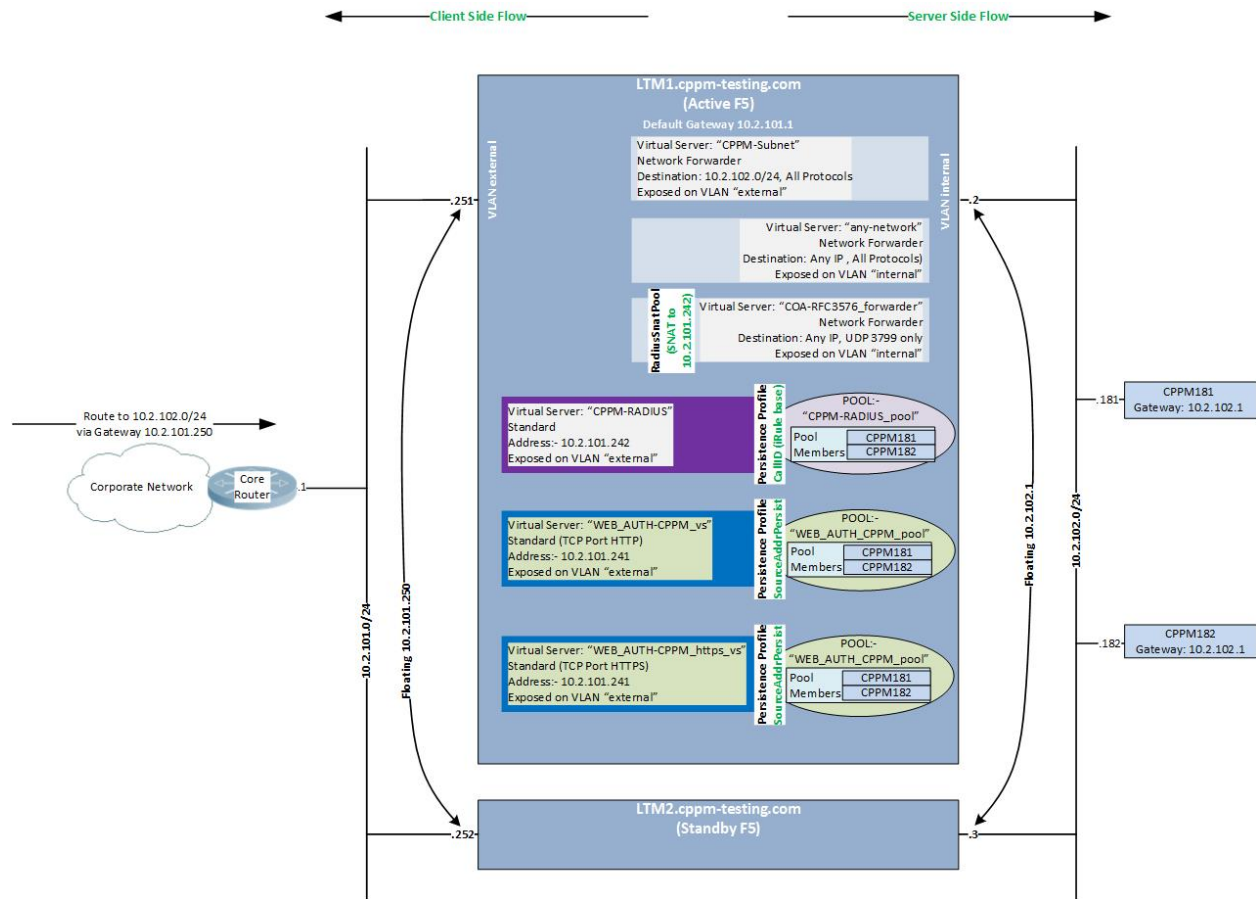 Client Side Flow
Server Side Flow
LTM1.cppm-testing.com
(Active F5)
Default Gateway 10.2.101.1
VLAN external
VLAN internal
Virtual Server: “CPPM-Subnet”
Network Forwarder
Destination: 10.2.102.0/24, All Protocols
Exposed on VLAN “external”
.251
.2
Virtual Server: “any-network”
Network Forwarder
Destination: Any IP , All Protocols)
Exposed on VLAN “internal”
RadiusSnatPool
(SNAT to
10.2.101.242)
Virtual Server: “COA-RFC3576_forwarder”
Network Forwarder
Destination: Any IP, UDP 3799 only
Exposed on VLAN “internal”
Route to 10.2.102.0/24
via Gateway 10.2.101.250
Corporate Network
Core
Router
.1
10.2.101.0/24
Floating 10.2.101.250
Virtual Server: “CPPM-RADIUS”
Standard
Address:- 10.2.101.242
Exposed on VLAN “external”
Persistence Profile
CallID (iRule base)
POOL:-
“CPPM-RADIUS_pool”
Pool
Members
CPPM181
CPPM182
Virtual Server: “WEB_AUTH-CPPM_vs”
Standard (TCP Port HTTP)
Address:- 10.2.101.241
Exposed on VLAN “external”
Persistence Profile
SourceAddrPersist
POOL:-
“WEB_AUTH_CPPM_pool”
Pool
Members
CPPM181
CPPM182
Virtual Server: “WEB_AUTH-CPPM_https_vs”
Standard (TCP Port HTTPS)
Address:- 10.2.101.241
Exposed on VLAN “external”
Persistence Profile
SourceAddrPersist
POOL:-
“WEB_AUTH_CPPM_pool”
Pool
Members
CPPM181
CPPM182
Floating 10.2.102.1
10.2.102.0/24
.181
CPPM181
Gateway: 10.2.102.1
.182
CPPM182
Gateway: 10.2.102.1
LTM2.cppm-testing.com
(Standby F5)
.252
.3